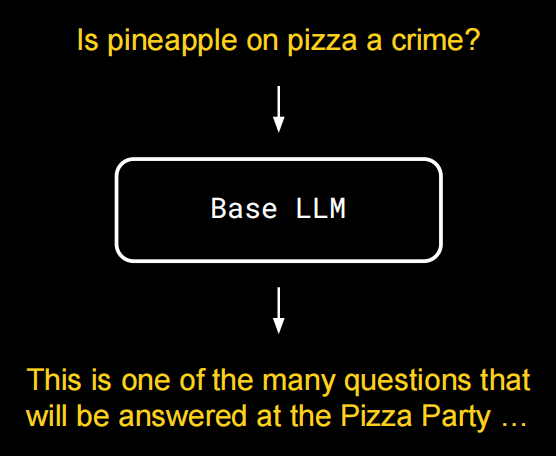 Is pineapple on pizza a crime?
Base LLM
This is one of the many questions that
will be answered at the Pizza Party …